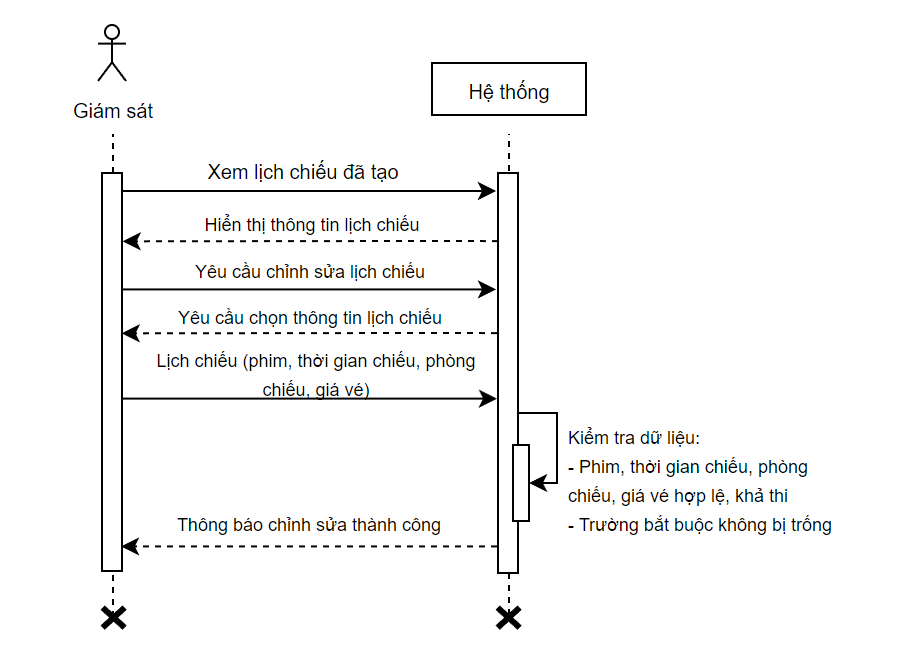 Giám sát
Hệ thống
Xem lịch chiếu đã tạo
Hiển thị thông tin lịch chiếu
Yêu cầu chỉnh sửa lịch chiếu
Yêu cầu chọn thông tin lịch chiếu
Lịch chiếu (phim, thời gian chiếu, phòng
chiếu, giá vé)
Kiểm tra dữ liệu:
- Phim, thời gian chiếu, phòng
chiếu, giá vé hợp lệ, khả thi
- Trường bắt buộc không bị trống
Thông báo chỉnh sửa thành công